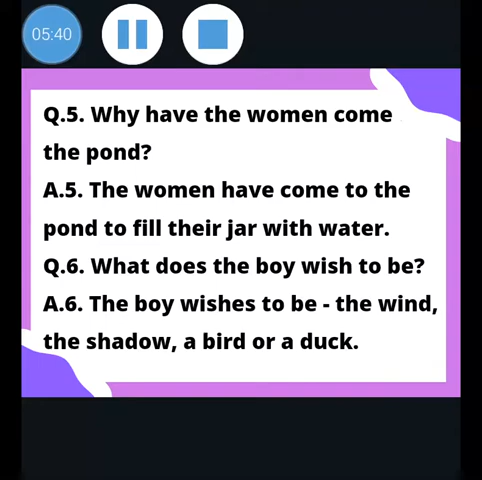 05:40
Q.5. Why have the women come
the pond?
A.5. The women have come to the
pond to fill their jar with water.
Q.6. What does the boy wish to be?
A.6. The boy wishes to be - the wind,
the shadow, a bird or a duck.